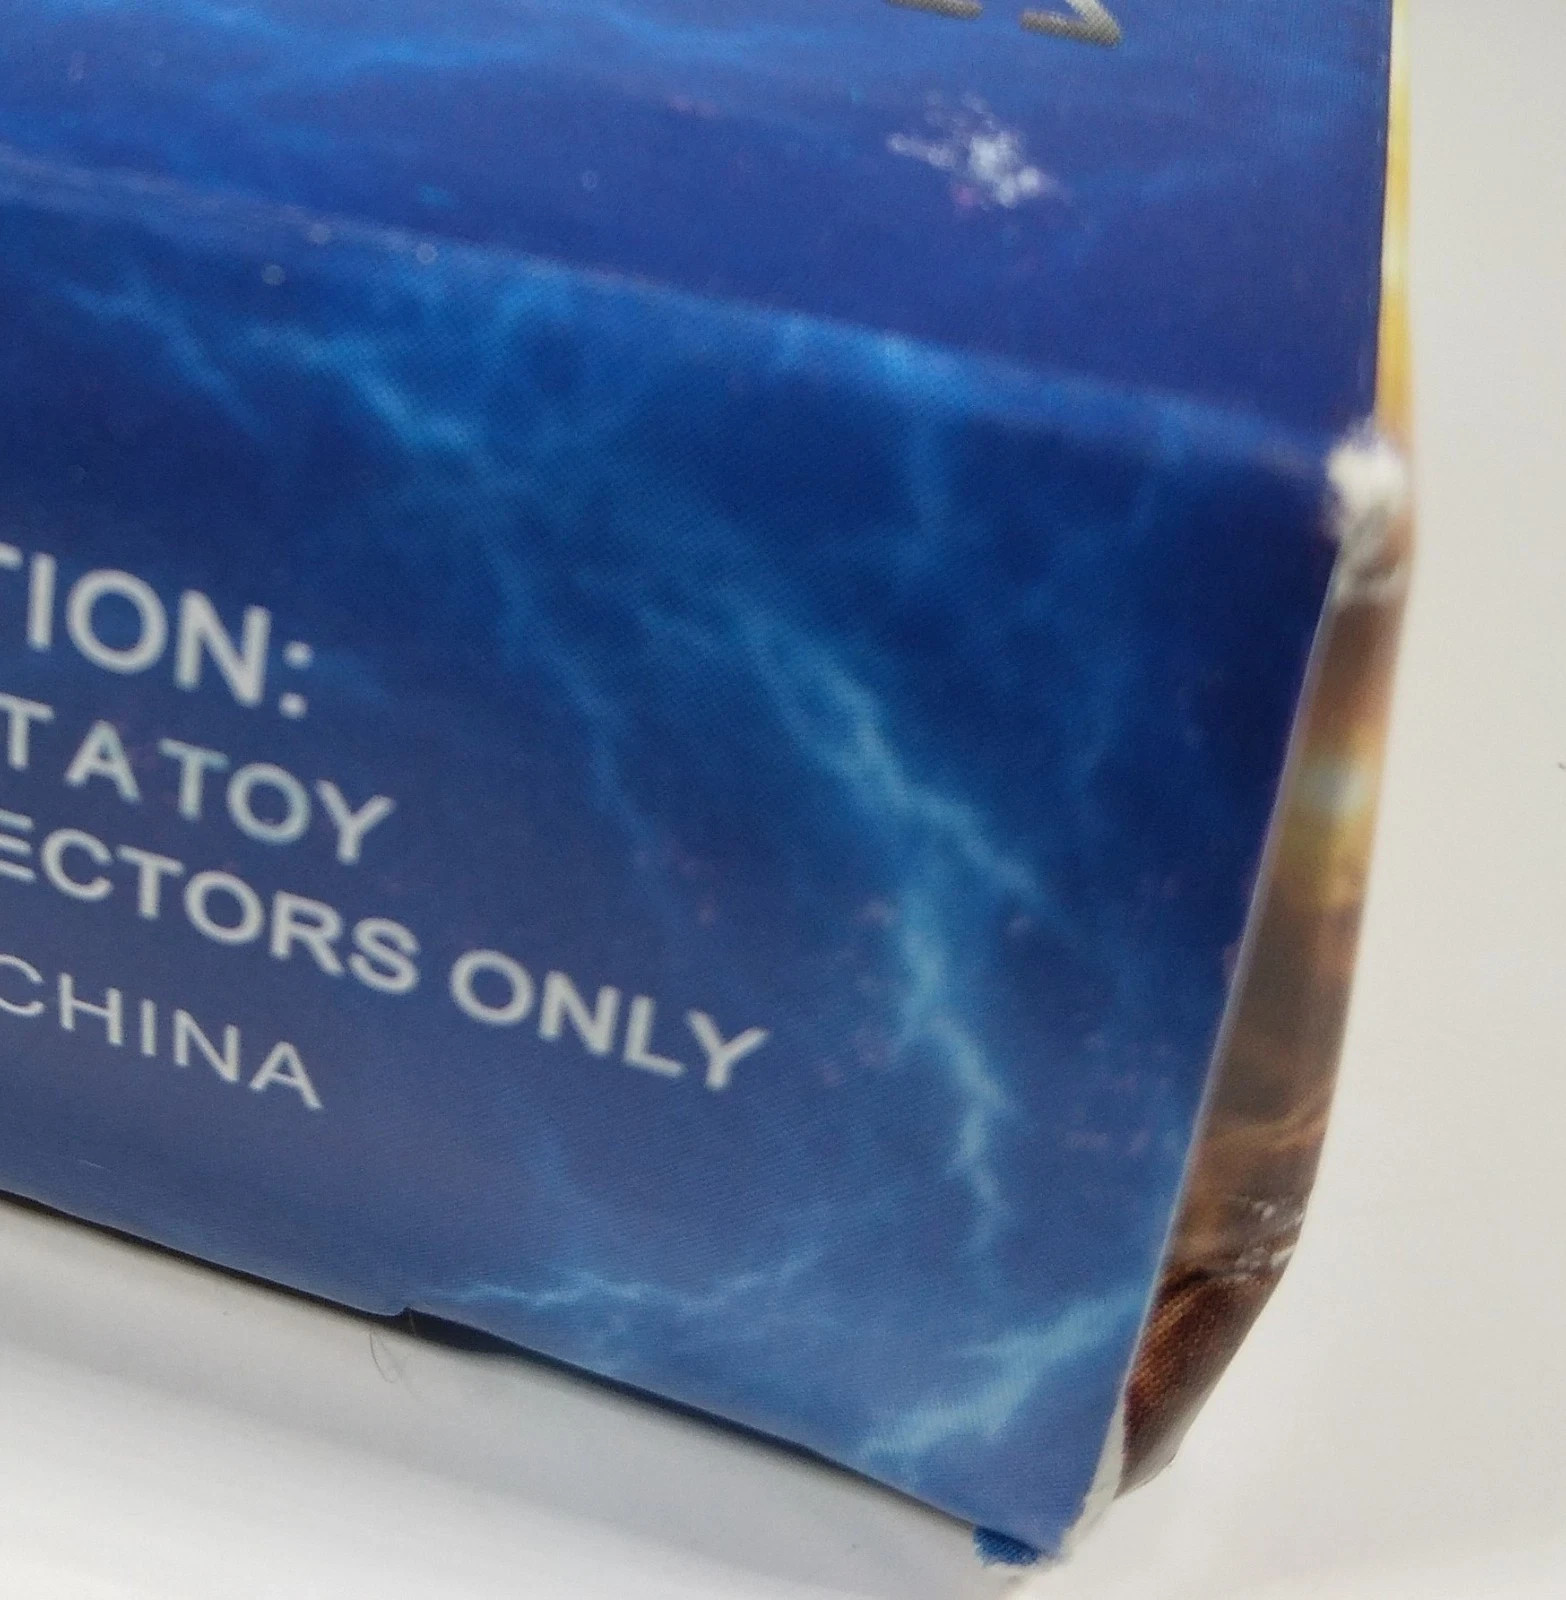 TION:
T A TOY
ECTORS ONLY
CHINA